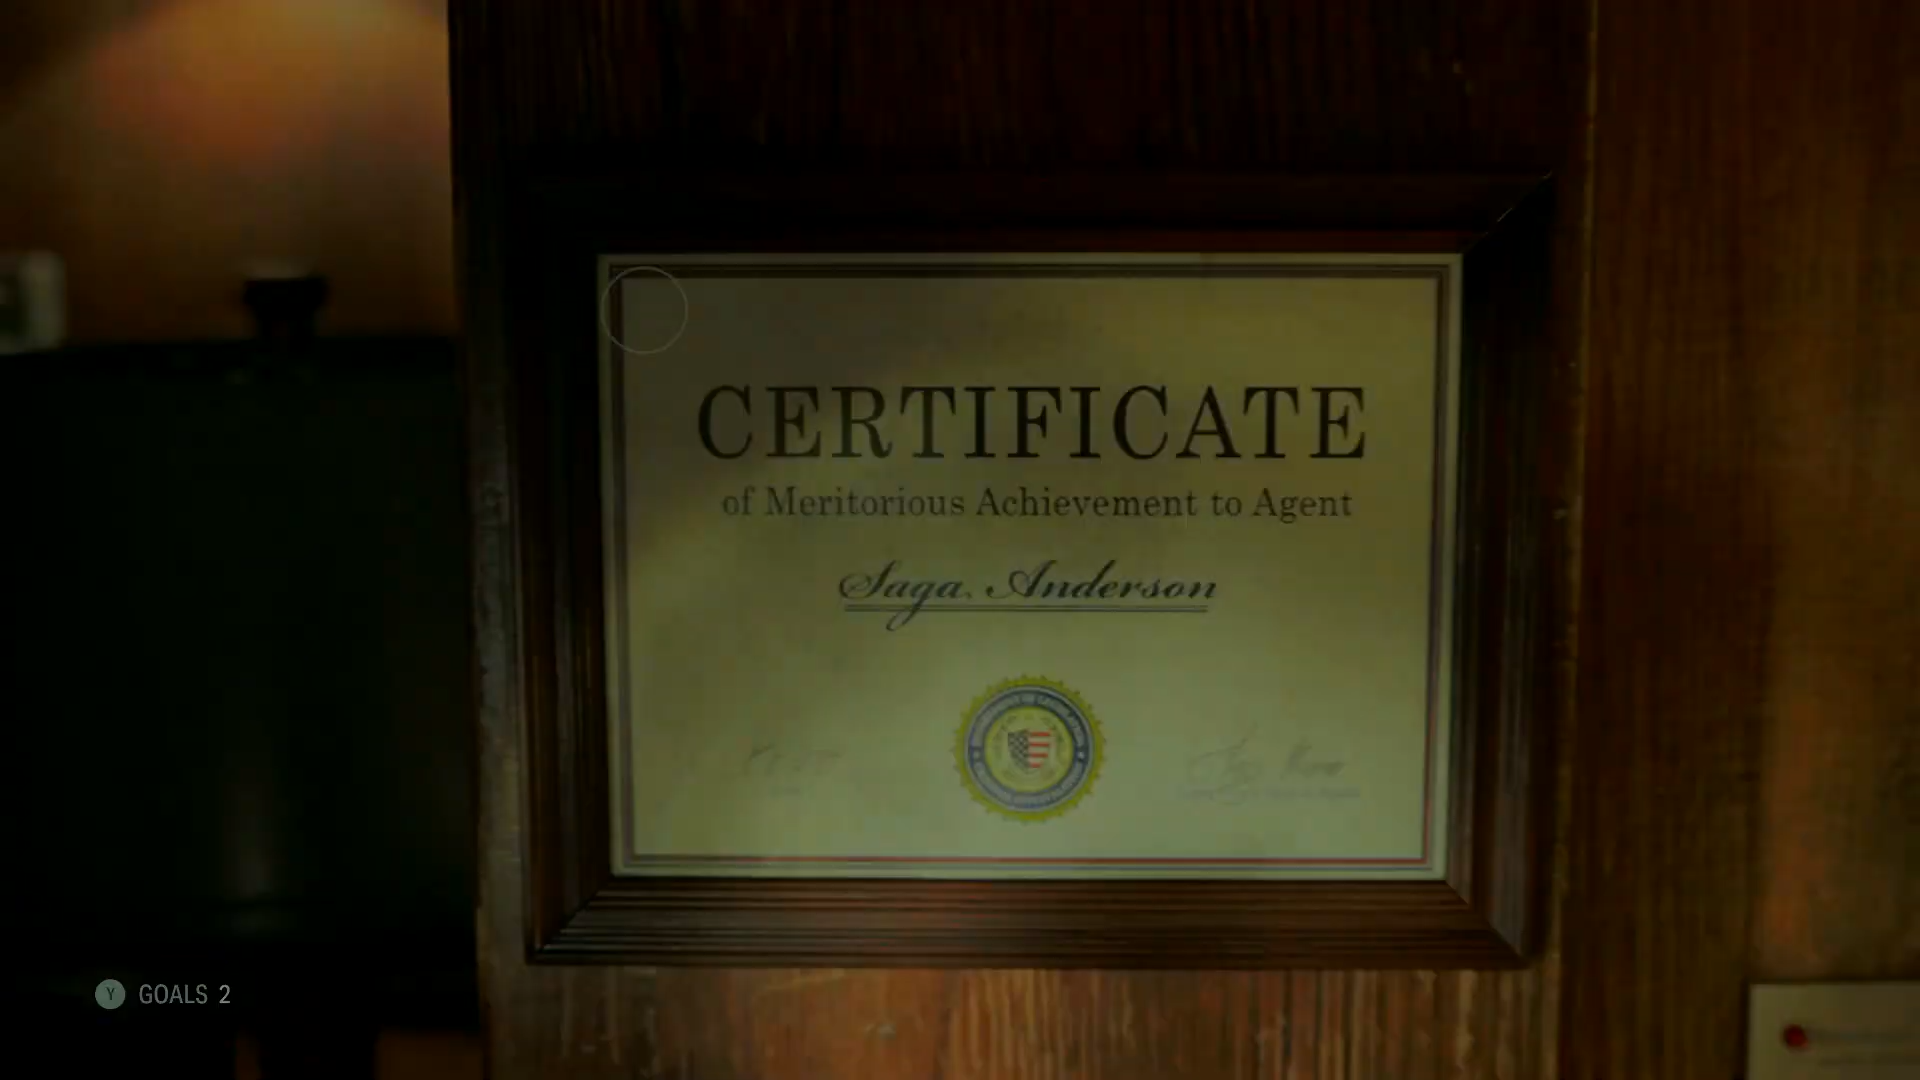 CERTIFICATE
of Meritorious Achievement to Agent
Saga Anderson
Y GOALS 2